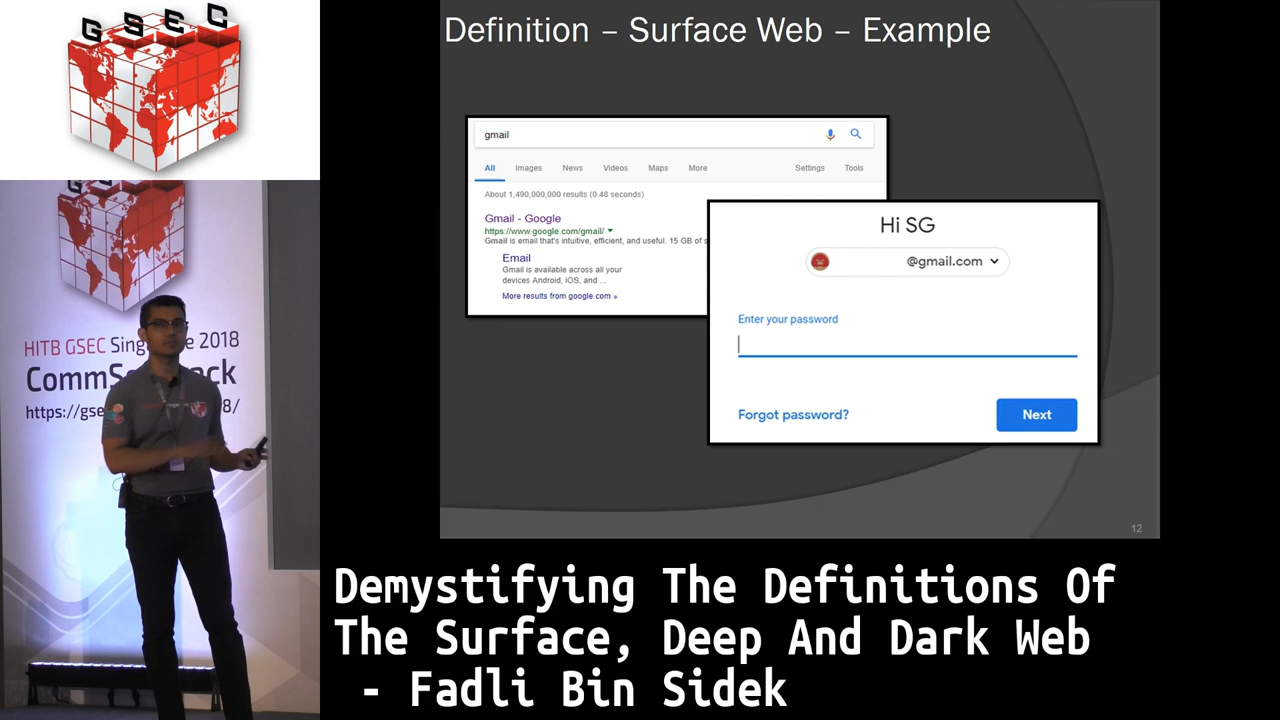 GSEC
HITB GSEC Sing e 2018
CommS ck
https://gse 8/
Definition – Surface Web – Example
gmail
All Images News Videos Maps More Settings Tools
About 1,490,000,000 results (0.48 seconds)
Gmail - Google
https://www.google.com/gmail/
Gmail is email that's intuitive, efficient, and useful. 15 GB of s
Email
Gmail is available across all your
devices Android, iOS, and ...
More results from google.com »
Hi SG
@gmail.com
Enter your password
Forgot password? Next
12
Demystifying The Definitions Of
The Surface, Deep And Dark Web
- Fadli Bin Sidek